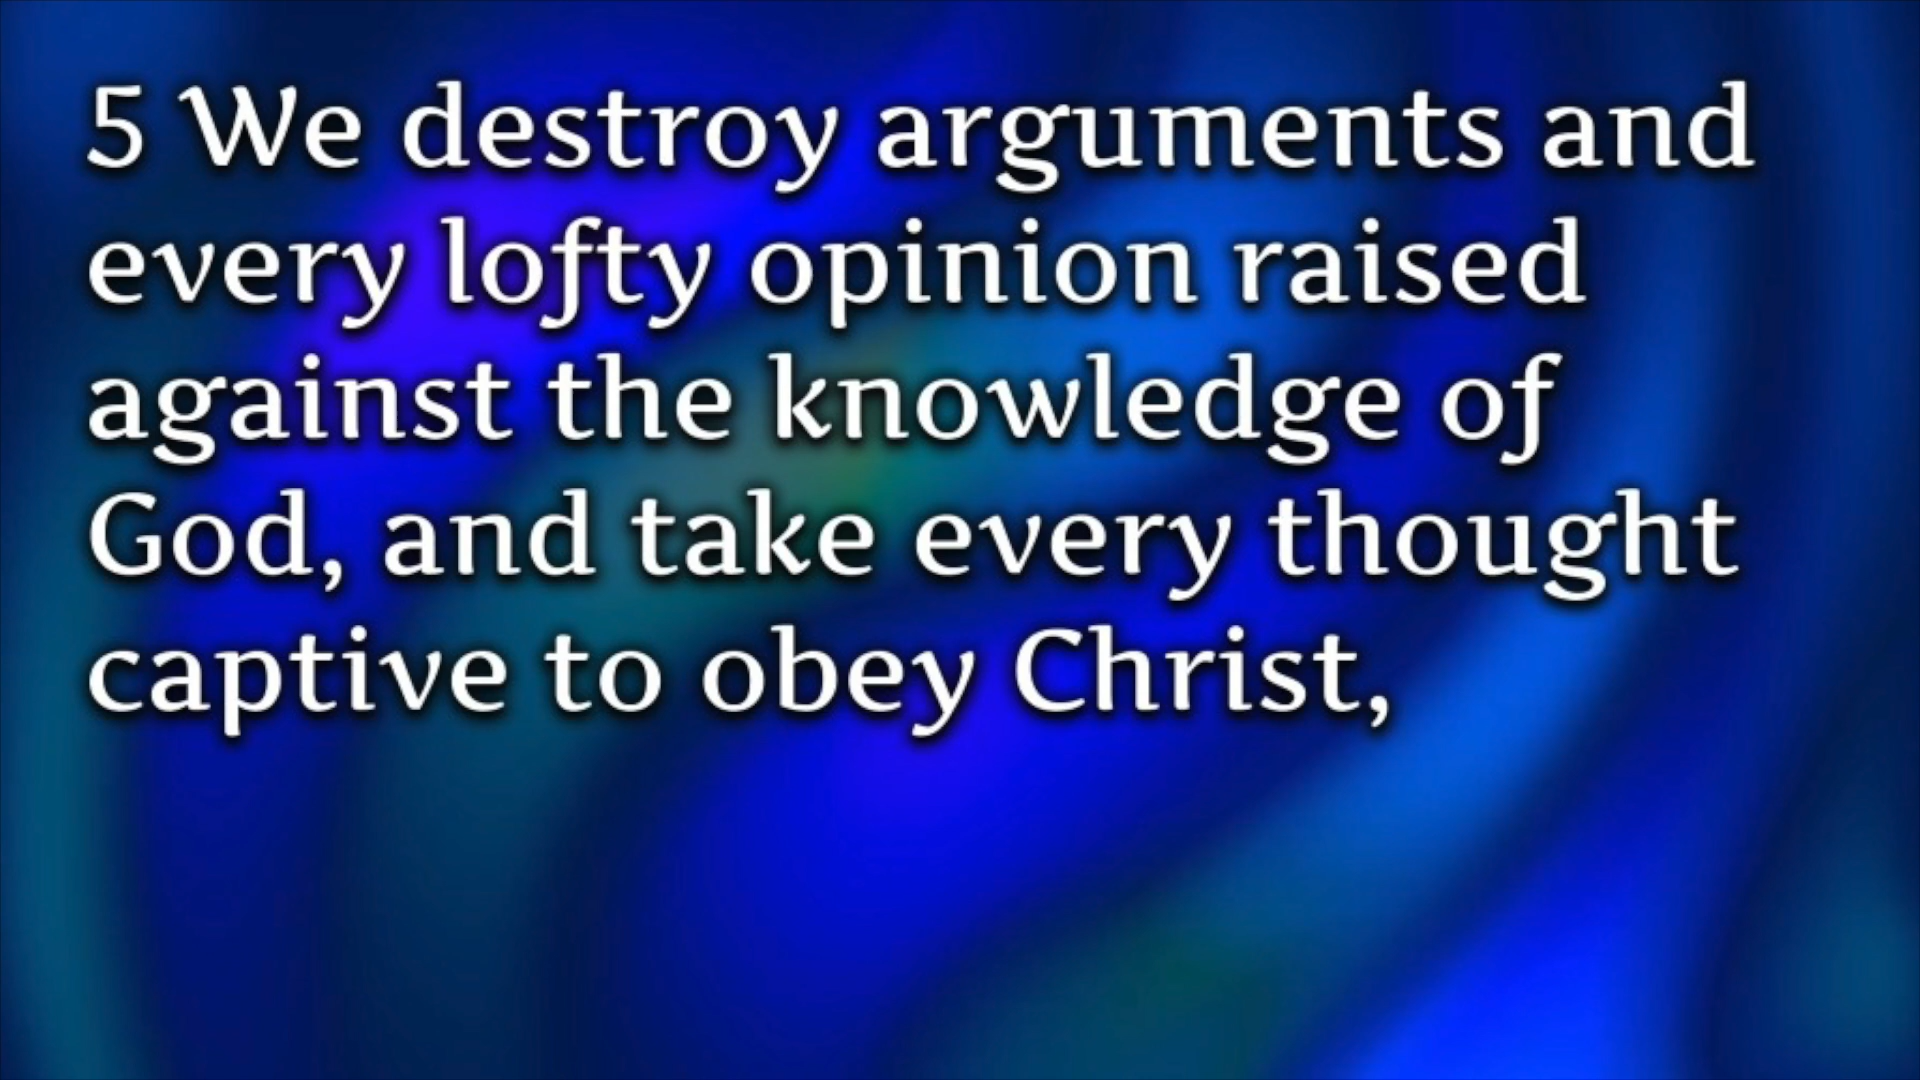 5 We destroy arguments and
every lofty opinion raised
against the knowledge of
God, and take every thought
captive to obey Christ,